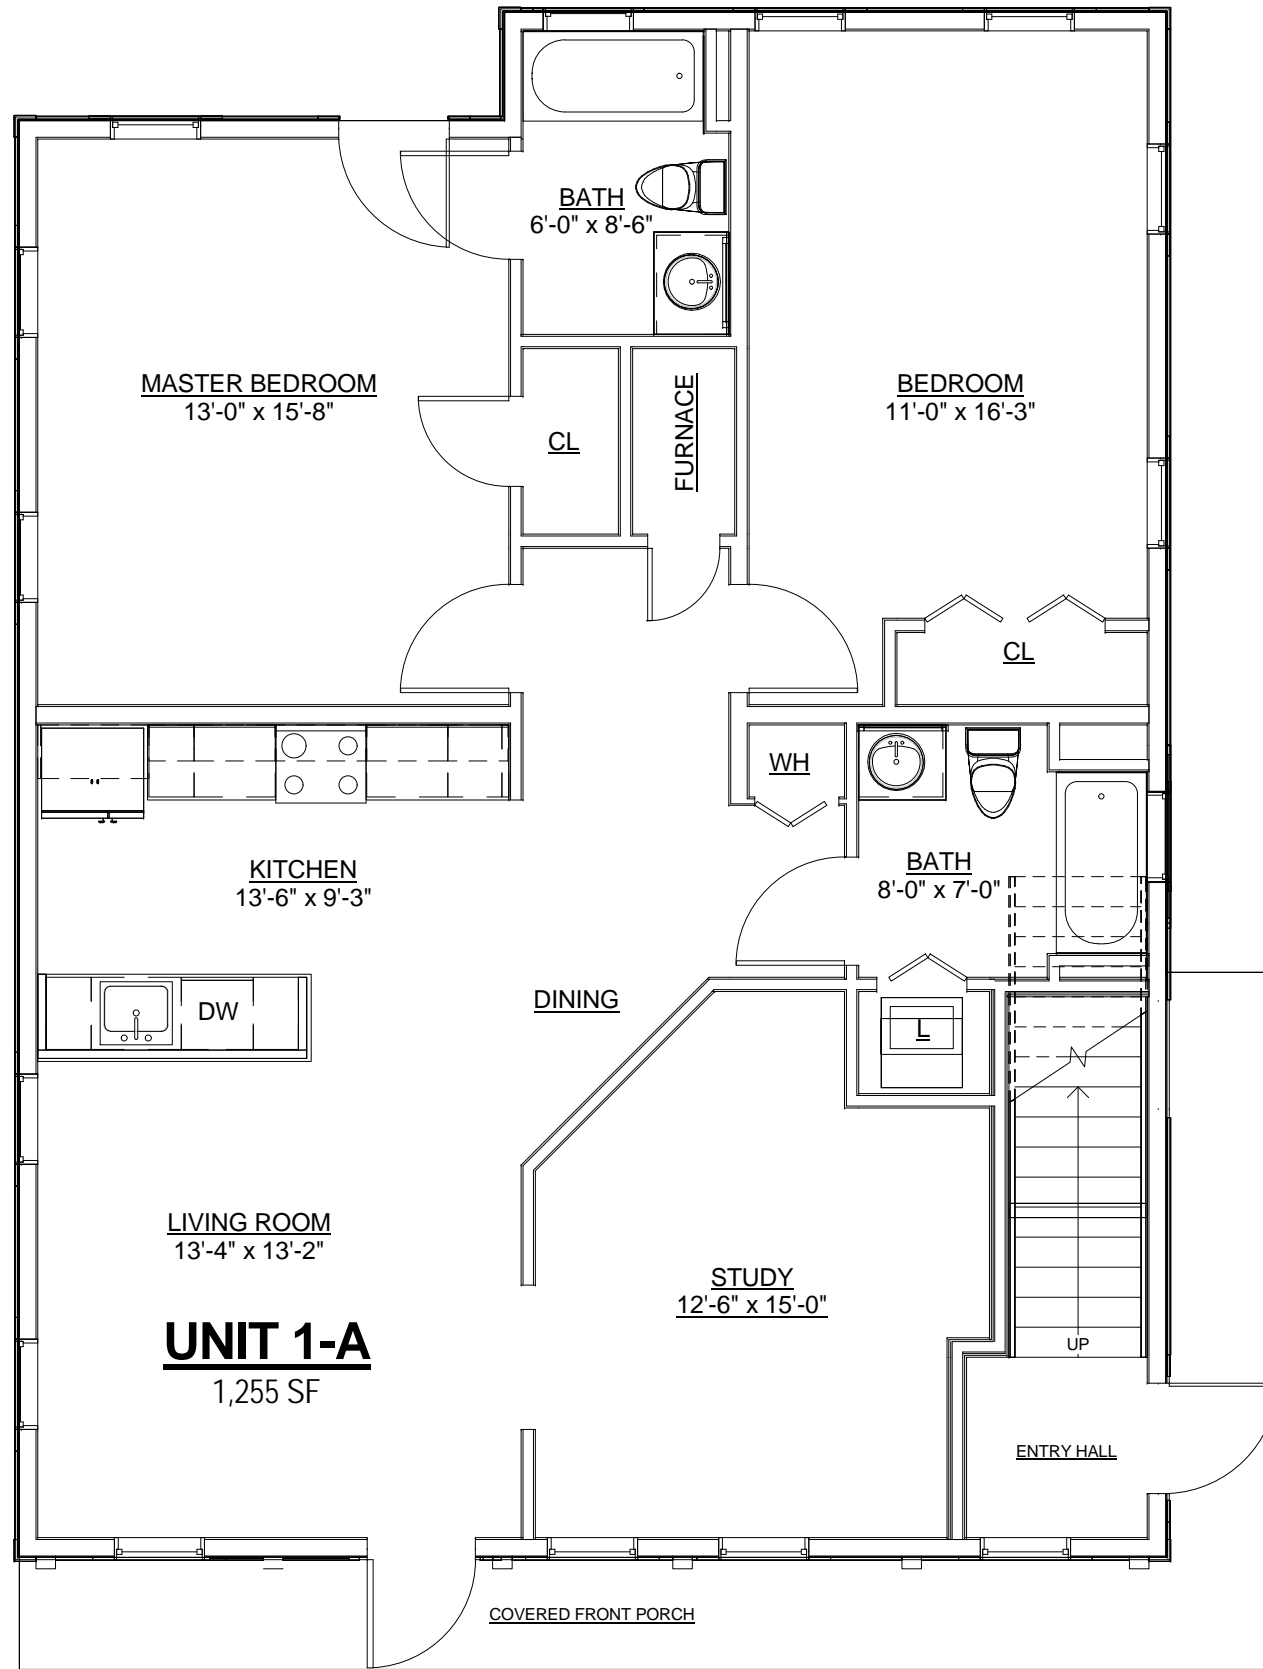 BATH
6'-0" x 8'-6"
MASTER BEDROOM
13'-0" x 15'-8"
BEDROOM
11'-0" x 16'-3"
CL
FURNACE
CL
WH
KITCHEN
13'-6" x 9'-3"
BATH
8'-0" x 7'-0"
DW
DINING
L
LIVING ROOM
13'-4" x 13'-2"
STUDY
12'-6" x 15'-0"
UNIT 1-A
1,255 SF
UP
ENTRY HALL
COVERED FRONT PORCH